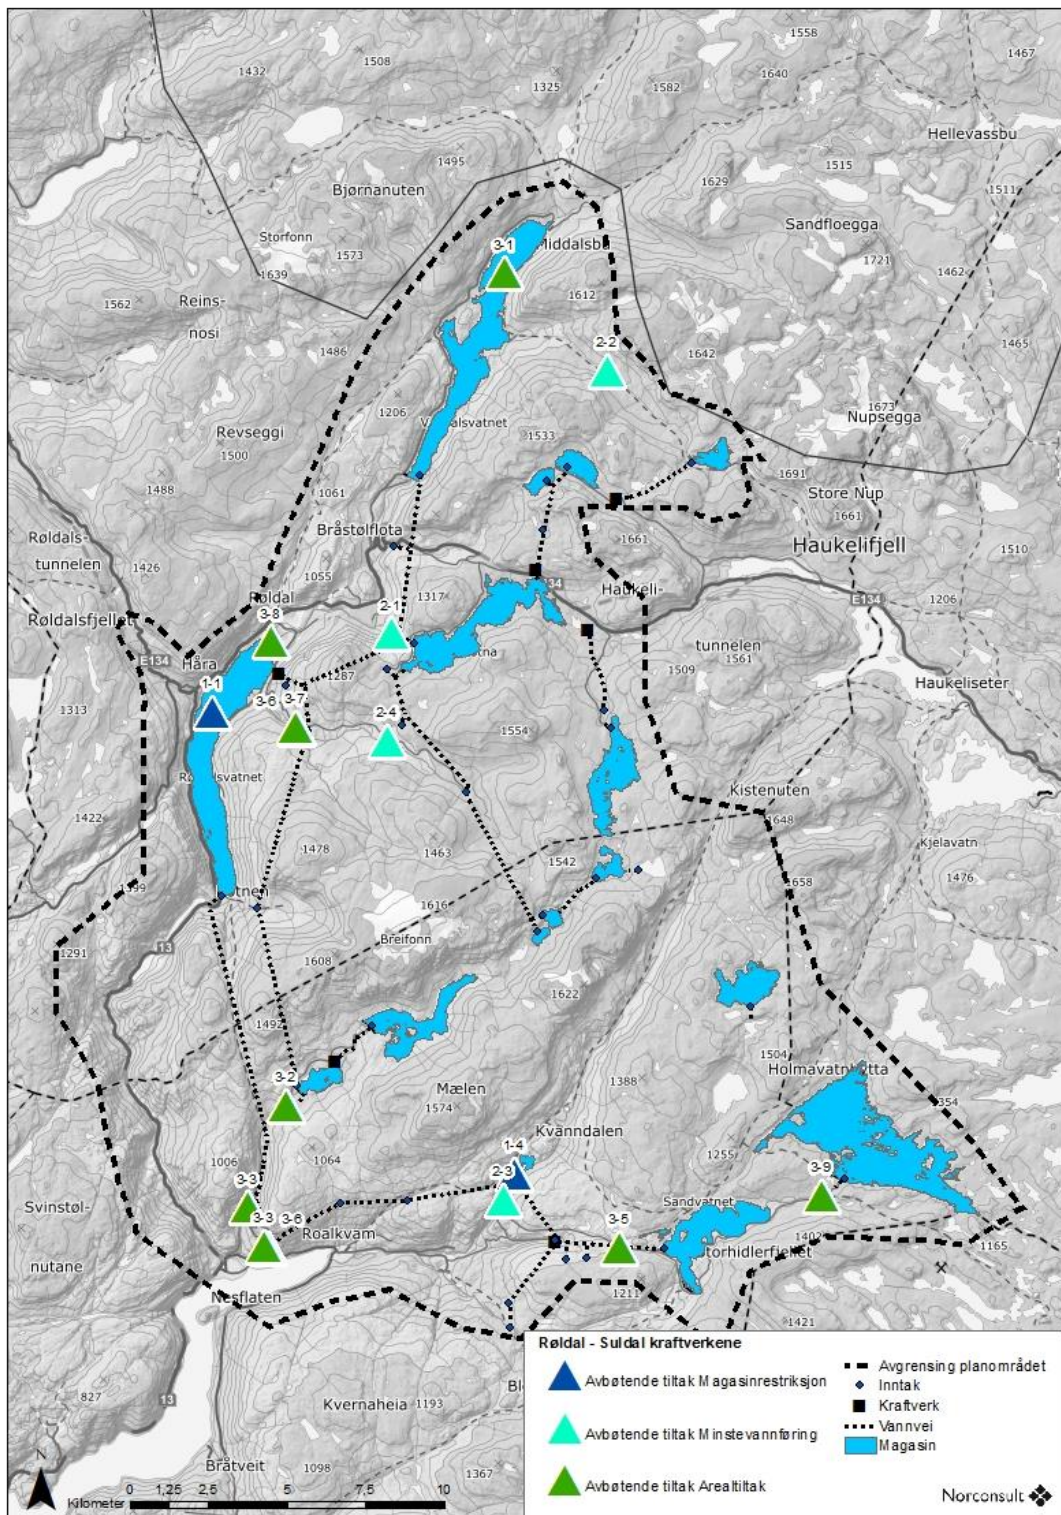 1558
1508
1467
1432
1640
1325
1582
Hellevassbu
1495
1515
Bjørnanuten
1629
1511
Sandfloegga
Storfonn
3-1
Middalsbu
1573
1721
1639
1462
1562
Reins-
1612
nosi
2-2
1465
1486
1642
1206
1673
Nupsegga
Revseggi
1533
1500
1691
1488
1061
Store Nup
Bråstølflota
1661
Røldals-
1661
Haukelifjell
tunnelen
1510
1426
1055
Haukeli-
Røldal
1317
E134
1206
Røldalsfjellet
3-8
2-1
tunnelen
E134
Håra
1561
1509
1-1
1287
Haukeliseter
3-6
3-7
1313
2-4
1554
Kistenuten
1422
1648
Kjelavatn
1478
1463
1542
1399
1658
1476
1616
13
Breifonn
1291
1608
1622
1492
1504
3-2
Holmavatnhytta
Mælen
1388
1354
1574
Kvanndalen
1-4
1006
1064
1255
3-3
2-3
Sandvatnet
Svinstøl-
3-3
3-6
Roalkvam
3-5
3-9
1402
1165
nutane
Nesflaten
1211
1421
Røldal - Suldal kraftverkene
Avbøtende tiltak Magasinrestriksjon
Avgrensing planområdet
Inntak
827
13
Kvernaheia
1193
Kraftverk
Avbøtende tiltak Minstevannføring
Vannvei
Magasin
N
Bråtveit
1098
1367
Avbøtende tiltak Arealtiltak
Kilometer
0 1,25 2,5 5 7,5 10
Norconsult